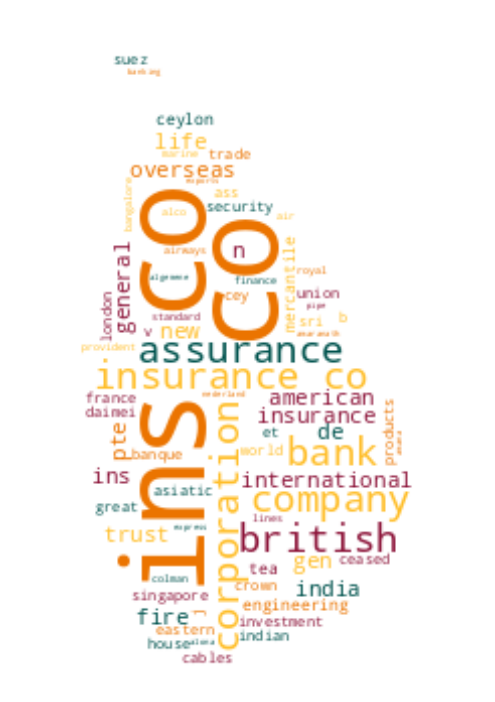 suez
banking
ceylon
life
marine
trade
overseas
exports
bangalore
ass
security
alco
air
ins co
co
n
airways
general
mercantile
royal
algemene
finance
cey
union
london
pipe
standard
sri
b
v
new
provident
assurance
insurance co
nederland
france
american
daimei
insurance
pte
corporation
et
de
products
banque
world
bank
ins
international
asiatic
great
company
lines
trust
express
british
gen
ceased
tea
colman
crown
india
singapore
engineering
fire
j
investment
eastern
indian
house
cables